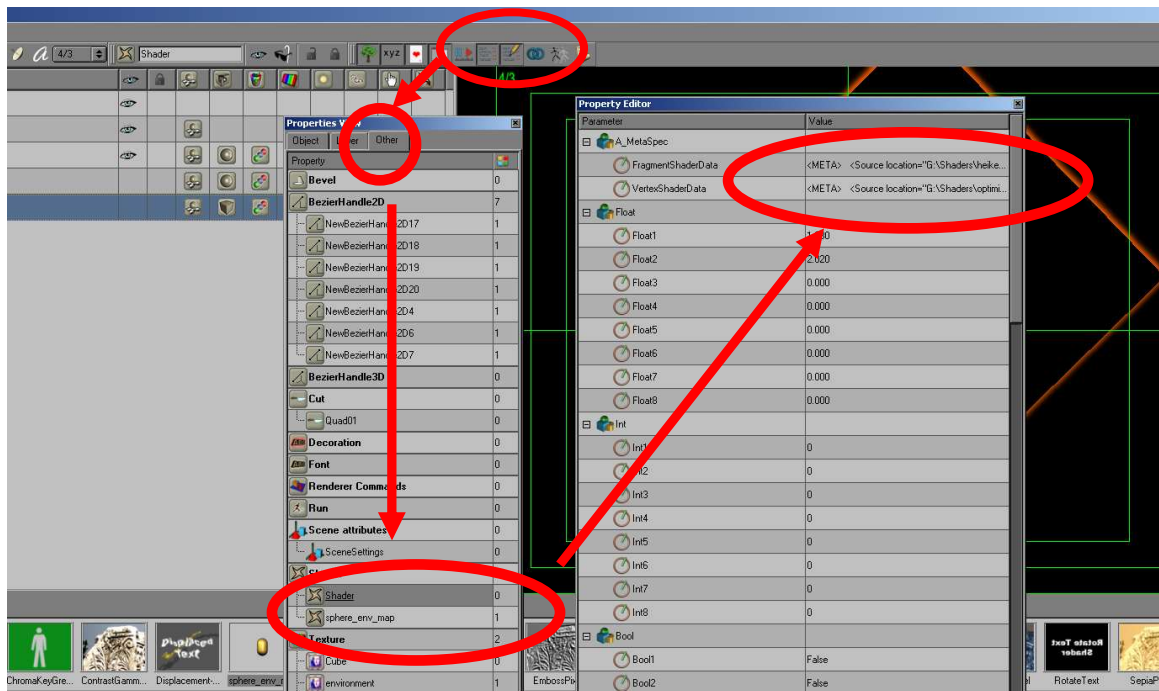 a 4/3 Shader xyz
4/3
Properties View
Object Layer Other
Property
Bevel 0
BezierHandle2D 7
NewBezierHandle2D17 1
NewBezierHandle2D18 1
NewBezierHandle2D19 1
NewBezierHandle2D20 1
NewBezierHandle2D4 1
NewBezierHandle2D6 1
NewBezierHandle2D7 1
BezierHandle3D 0
Cut 0
Quad01 0
Decoration 0
Font 0
Renderer Commands 0
Run 0
Scene attributes 0
SceneSettings 0
Shader 0
sphere_env_map 1
Texture 2
Cube 0
environment 1
Property Editor
Parameter Value
A_MetaSpec
FragmentShaderData <META> <Source location="G:\Shaders\heike...
VertexShaderData <META> <Source location="G:\Shaders\optimi...
Float
Float1
Float2 2.020
Float3 0.000
Float4 0.000
Float5 0.000
Float6 0.000
Float7 0.000
Float8 0.000
Int
Int1 0
Int2 0
Int3 0
Int4 0
Int5 0
Int6 0
Int7 0
Int8 0
Bool
Bool1 False
Bool2 False
Displaced Text
Rotate Text Shader
ChromaKeyGre... ContrastGamm... Displacement-... sphere_env_ EmbossPix RotateText SepiaP